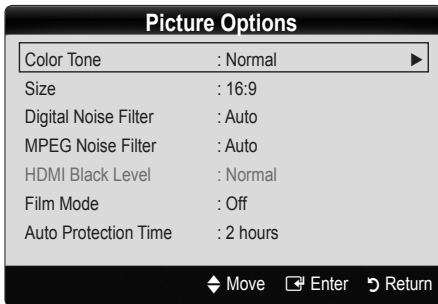 Picture Options
Color Tone : Normal ▶
Size : 16:9
Digital Noise Filter : Auto
MPEG Noise Filter : Auto
HDMI Black Level : Normal
Film Mode : Off
Auto Protection Time : 2 hours
Move Enter Return